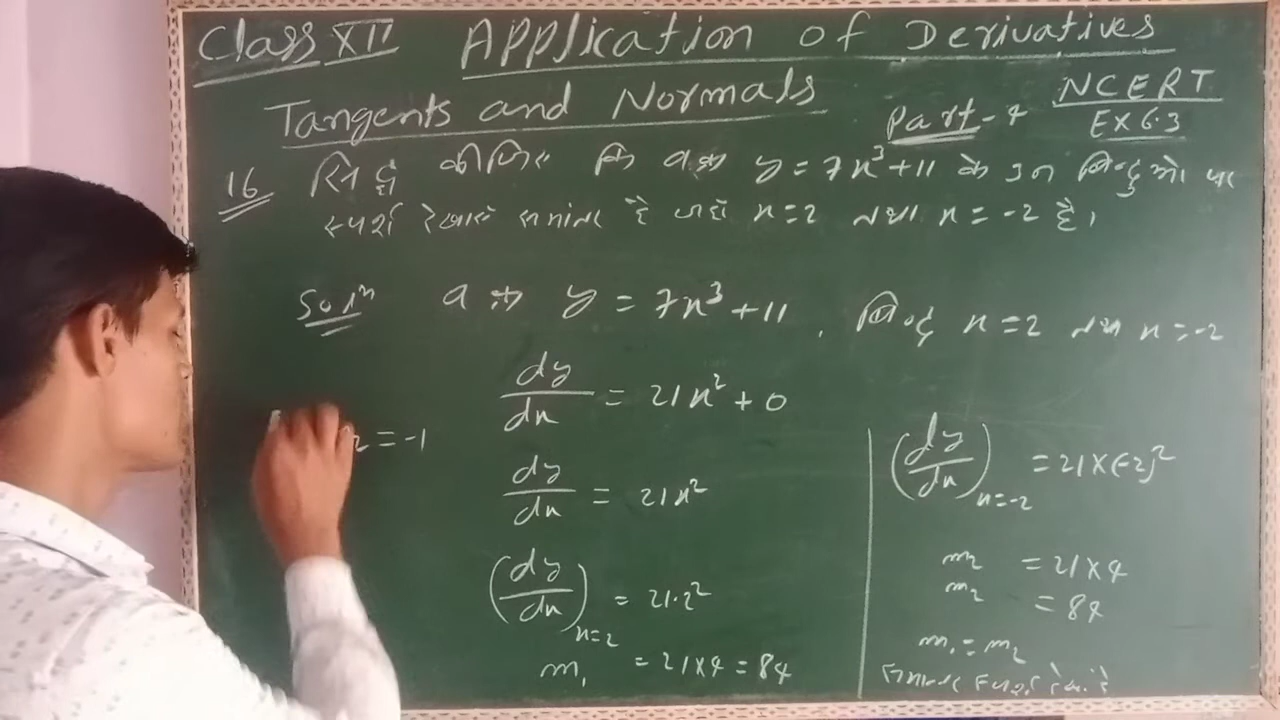 Class XII Application of Derivatives
Tangents and Normals
Part-4
NCERT
EX 6.3
16 सिद्ध कीजिए कि वक्र y = 7x³+11 के उन बिन्दुओं पर
स्पर्श रेखाएँ समांतर हैं जहाँ x=2 तथा x = -2 है।
Solⁿ वक्र y = 7x³+11, बिन्दु x=2 तथा x=-2
dy/dx = 21x² + 0
dy/dx = 21x²
(dy/dx)x=2 = 21·2²
m₁ = 21×4 = 84
2 = -1
(dy/dx)x=-2 = 21×(-2)²
m₂ = 21×4
m₂ = 84
m₁ = m₂